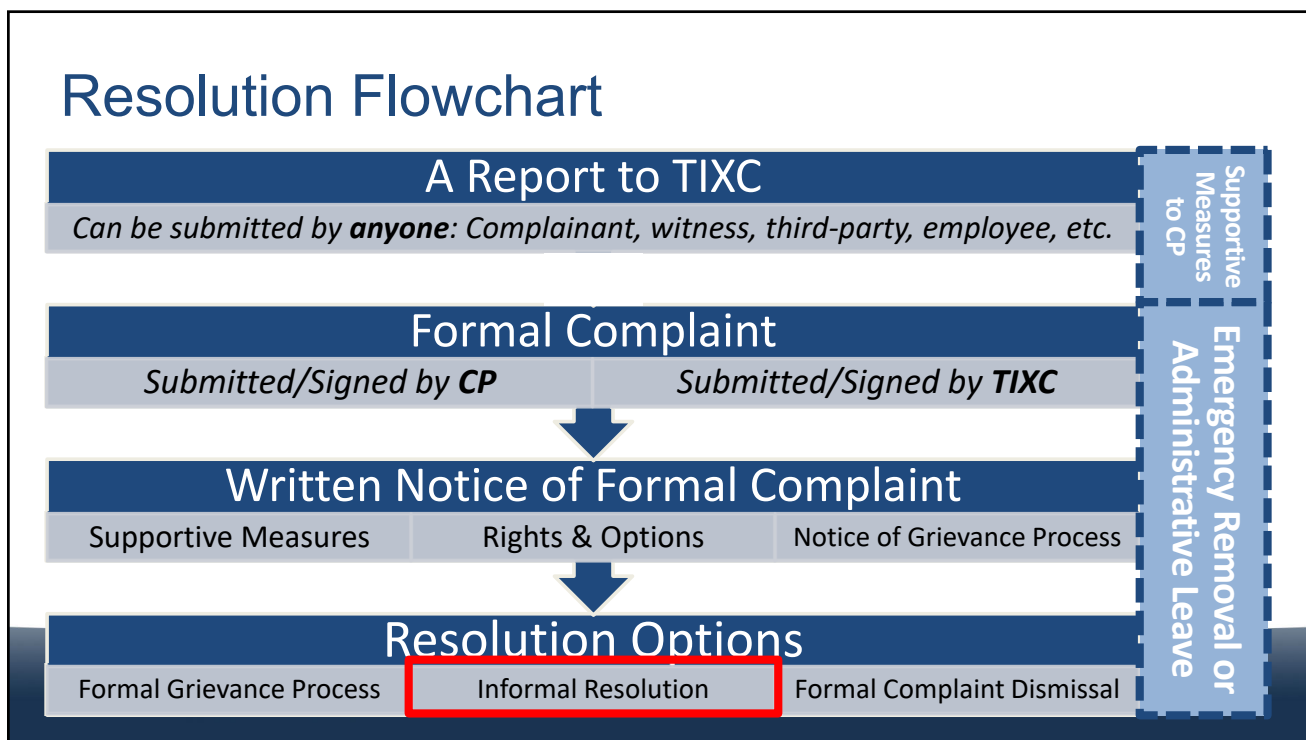 Resolution Flowchart
A Report to TIXC
Can be submitted by anyone: Complainant, witness, third-party, employee, etc.
Supportive
Measures
to CP
Formal Complaint
Submitted/Signed by CP
Submitted/Signed by TIXC
Written Notice of Formal Complaint
Supportive Measures
Rights & Options
Notice of Grievance Process
Resolution Options
Formal Grievance Process
Informal Resolution
Formal Complaint Dismissal
Emergency Removal or
Administrative Leave